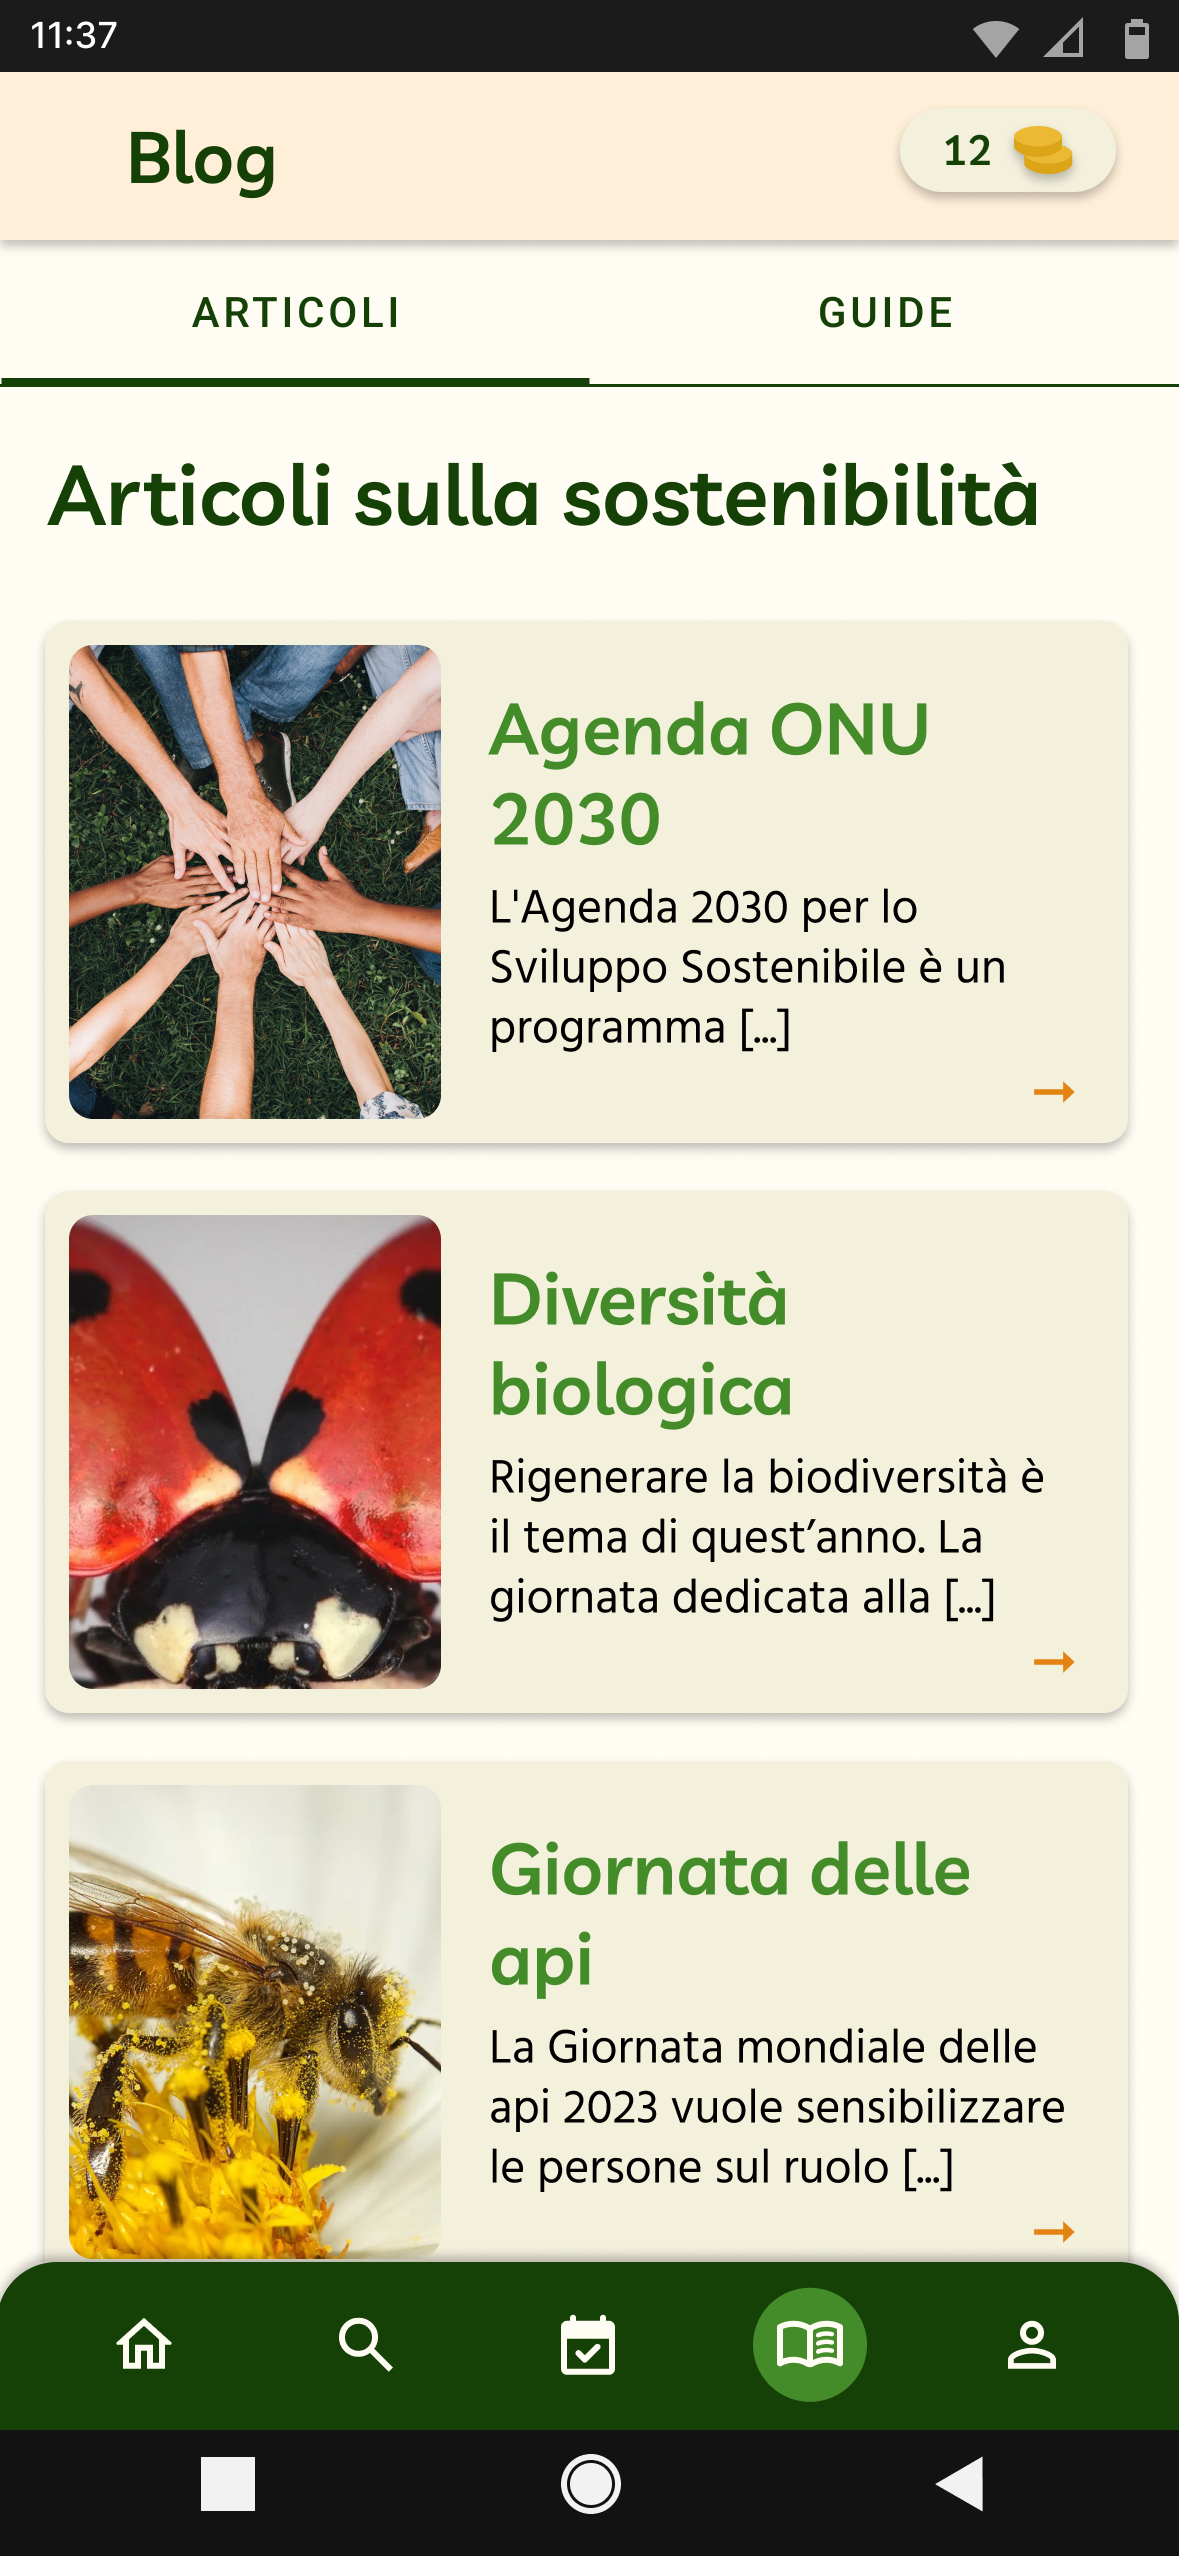 11:37
Blog
12
ARTICOLI
GUIDE
Articoli sulla sostenibilità
Agenda ONU
2030
L'Agenda 2030 per lo
Sviluppo Sostenibile è un
programma [...]
Diversità
biologica
Rigenerare la biodiversità è
il tema di quest’anno. La
giornata dedicata alla [...]
Giornata delle
api
La Giornata mondiale delle
api 2023 vuole sensibilizzare
le persone sul ruolo [...]